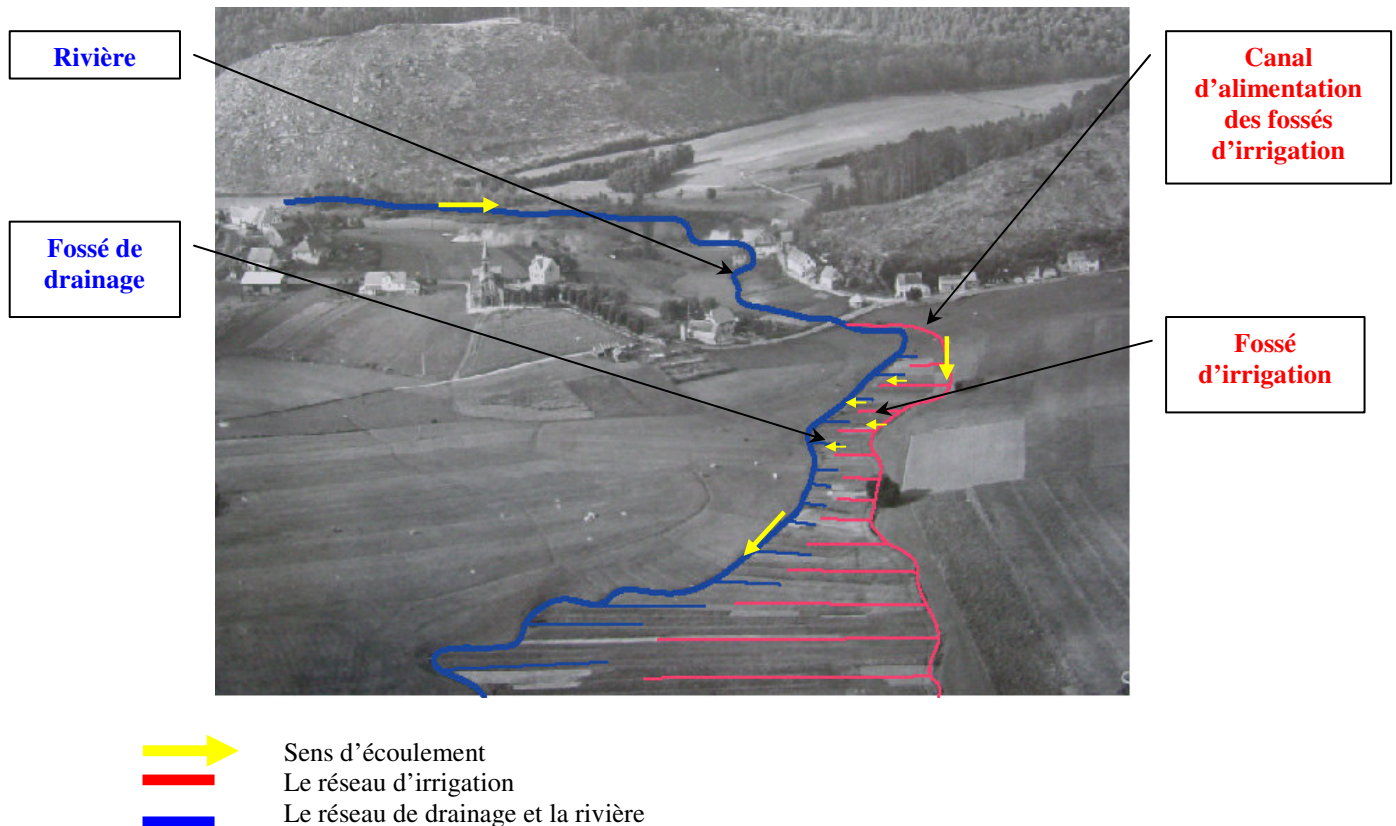 Rivière
Canal
d’alimentation
des fossés
d’irrigation
Fossé de
drainage
Fossé
d’irrigation
Sens d’écoulement
Le réseau d’irrigation
Le réseau de drainage et la rivière